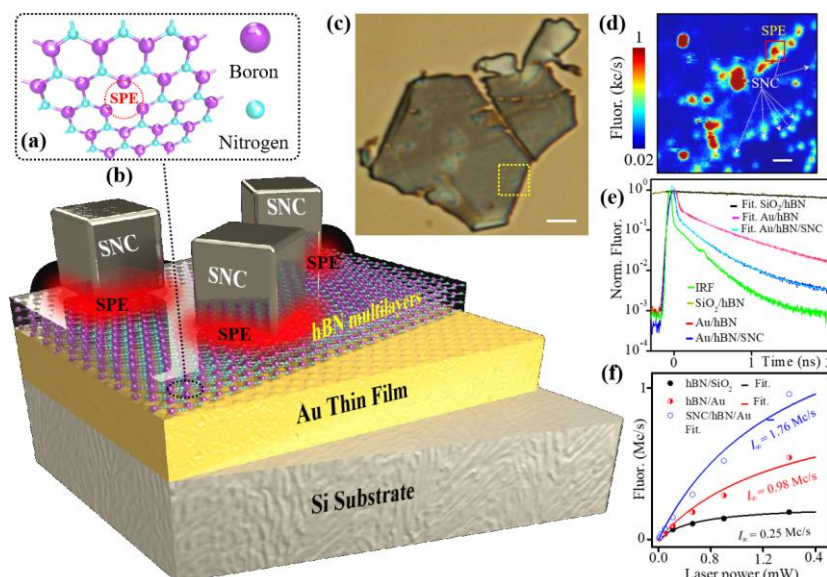 (a)
SPE
Boron
Nitrogen
(b)
SNC
SNC
SNC
SPE
SPE
SPE
hBN multilayers
Au Thin Film
Si Substrate
(c)
(d)
1
Fluor. (kc/s)
0.02
SPE
SNC
(e)
10⁰
10⁻¹
10⁻²
10⁻³
10⁻⁴
Norm. Fluor.
Fit. SiO₂/hBN
Fit. Au/hBN
Fit. Au/hBN/SNC
IRF
SiO₂/hBN
Au/hBN
Au/hBN/SNC
0
1
Time (ns)
(f)
1
0
Fluor. (Mc/s)
hBN/SiO₂ Fit.
hBN/Au Fit.
SNC/hBN/Au
Fit.
I∞ = 1.76 Mc/s
I∞ = 0.98 Mc/s
I∞ = 0.25 Mc/s
0.0 0.4 0.8 1.2 0.4
Laser power (mW)